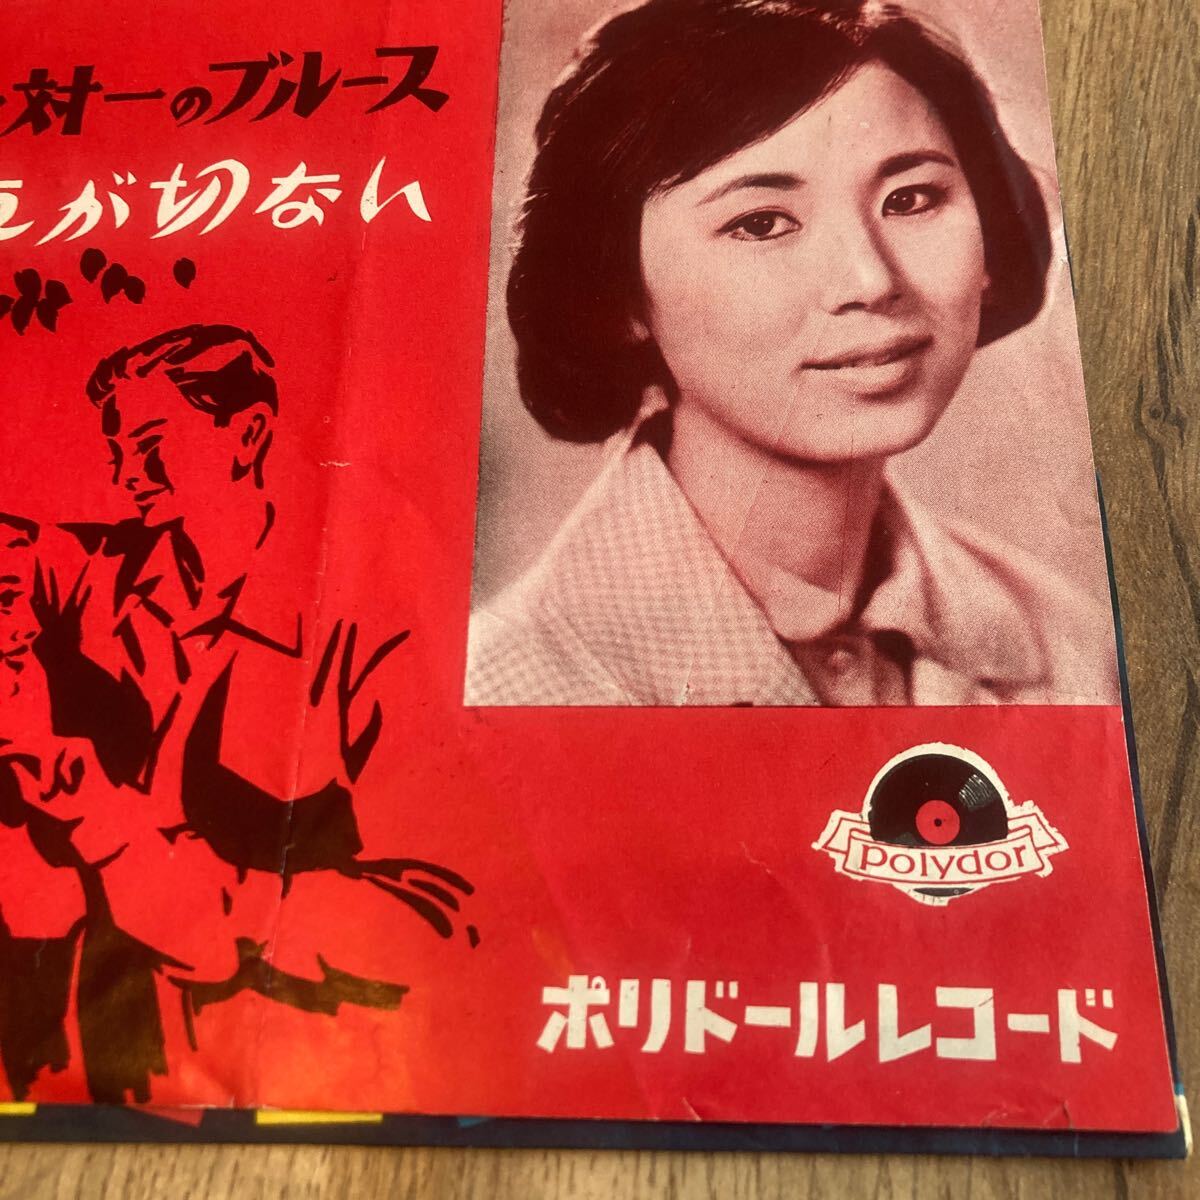 対一のブルース
が切ない
polydor
ポリドールレコード